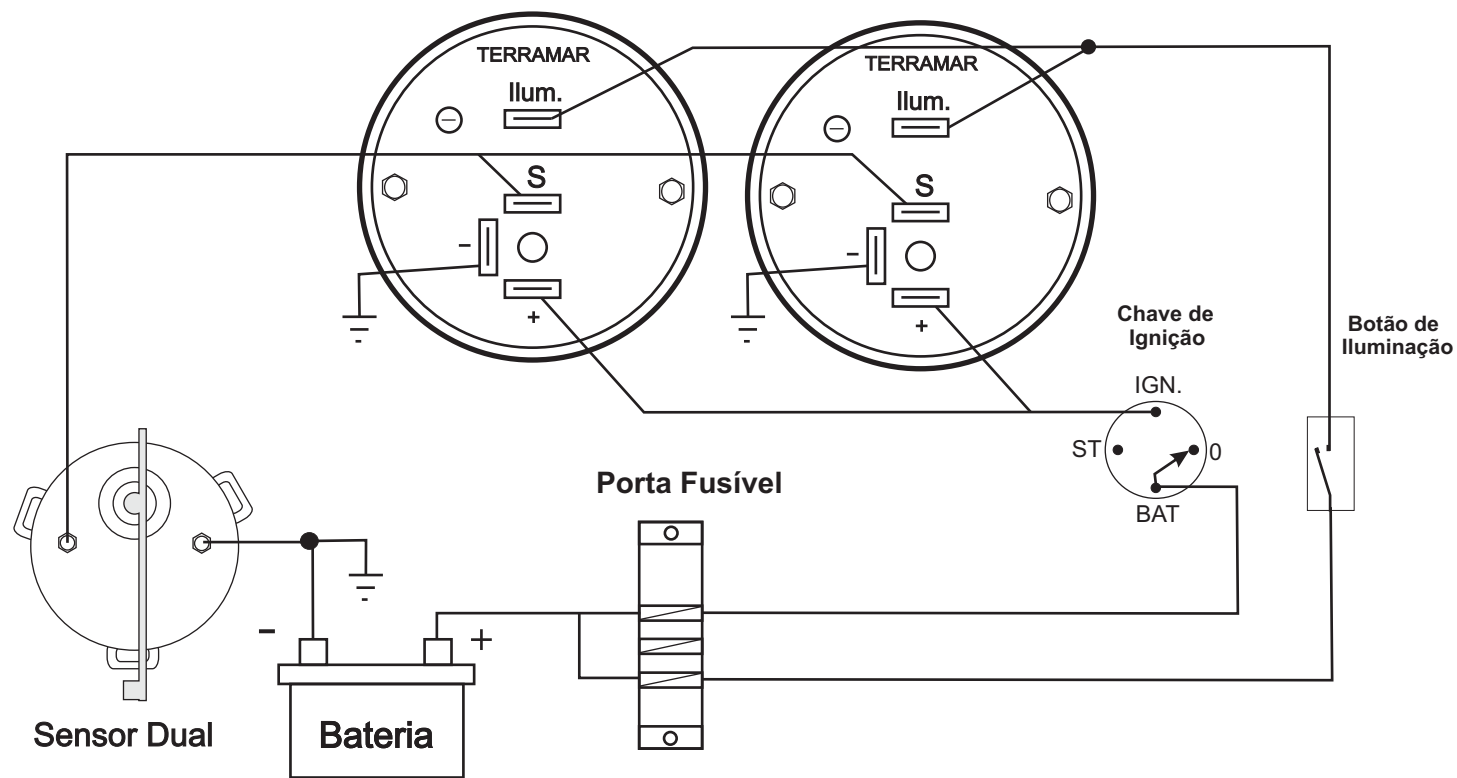 TERRAMAR
Ilum.
S
-
+
TERRAMAR
Ilum.
S
-
+
Chave de
Ignição
Botão de
Iluminação
IGN.
ST
0
BAT
Porta Fusível
-
+
Sensor Dual
Bateria